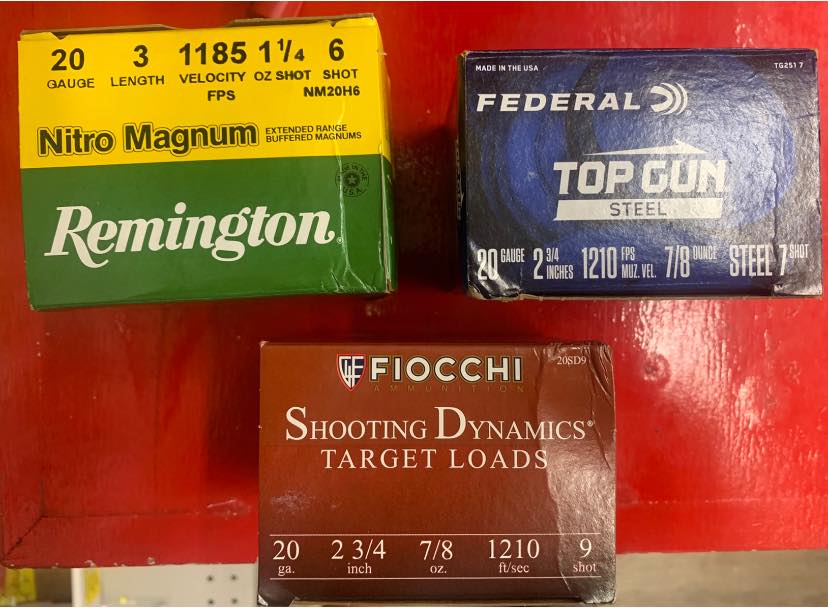 20 3 1185 1 1/4 6
GAUGE LENGTH VELOCITY OZ SHOT SHOT
FPS NM20H6
Nitro Magnum EXTENDED RANGE
BUFFERED MAGNUMS
MADE IN THE
U.S.A.
Remington®
MADE IN THE USA TG251 7
FEDERAL
TOP GUN
STEEL
20 GAUGE 2 3/4 INCHES 1210 FPS MUZ. VEL. 7/8 OUNCE STEEL 7 SHOT
FIOCCHI 20SD9
AMMUNITION
SHOOTING DYNAMICS®
TARGET LOADS
20 2 3/4 7/8 1210 9
ga. inch oz. ft/sec shot